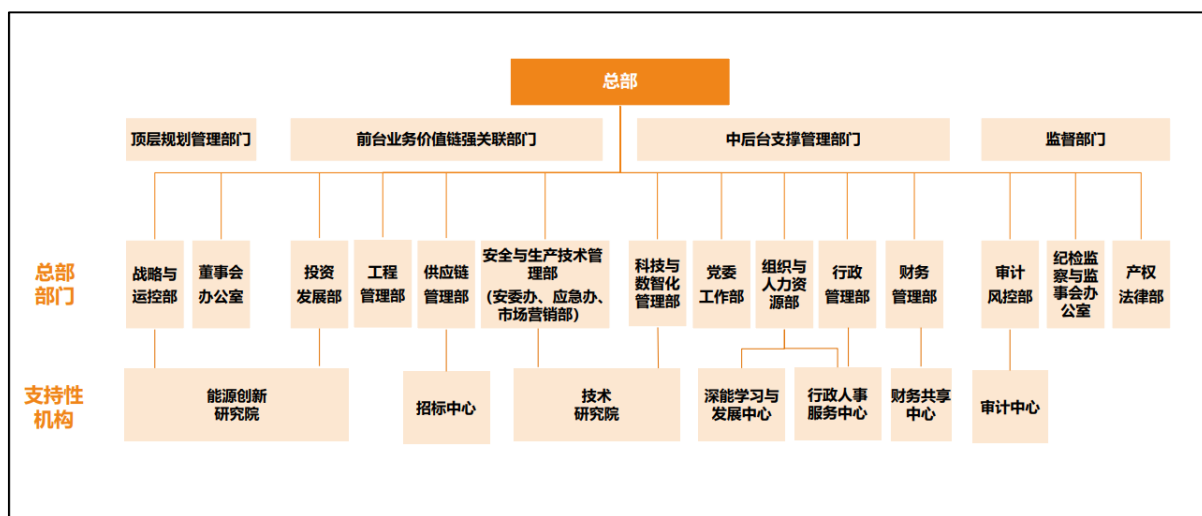 总部
顶层规划管理部门
前台业务价值链强关联部门
中后台支撑管理部门
监督部门
总部
部门
战略与
运控部
董事会
办公室
投资
发展部
工程
管理部
供应链
管理部
安全与生产技术管
理部
(安委办、应急办、
市场营销部)
科技与
数智化
管理部
党委
工作部
组织与
人力资
源部
行政
管理部
财务
管理部
审计
风控部
纪检监
察与监
事会办
公室
产权
法律部
支持性
机构
能源创新
研究院
招标中心
技术
研究院
深能学习与
发展中心
行政人事
服务中心
财务共享
中心
审计中心